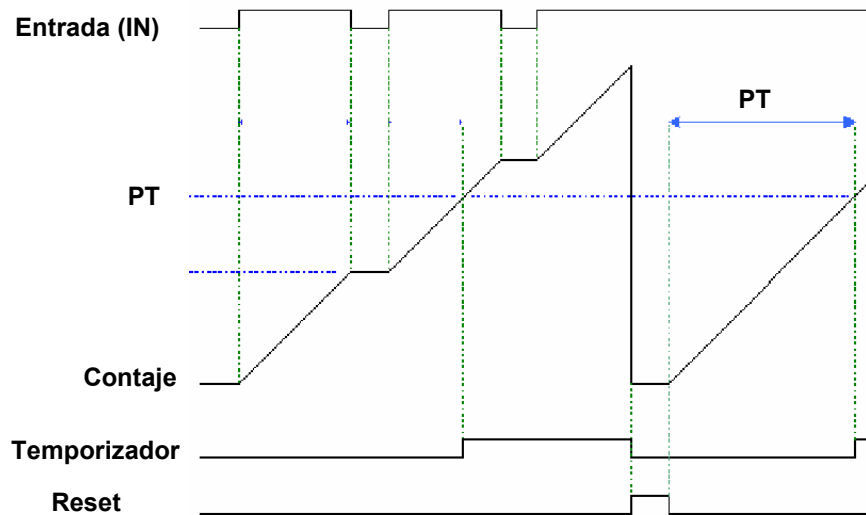 Entrada (IN)
PT
PT
Contaje
Temporizador
Reset